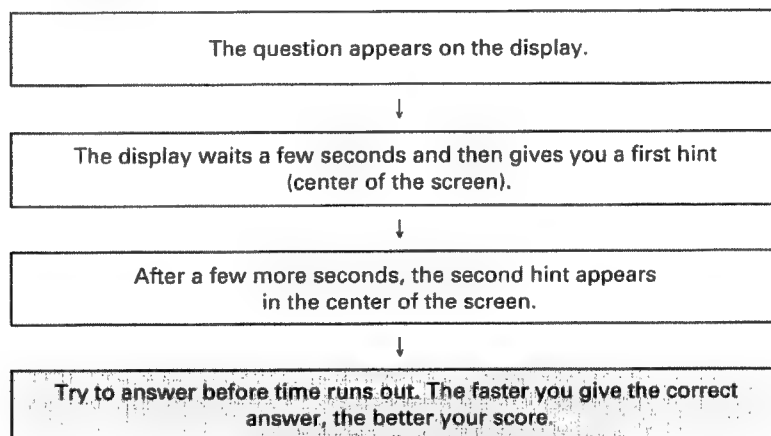 The question appears on the display.
The display waits a few seconds and then gives you a first hint
(center of the screen).
After a few more seconds, the second hint appears
in the center of the screen.
Try to answer before time runs out. The faster you give the correct
answer, the better your score.